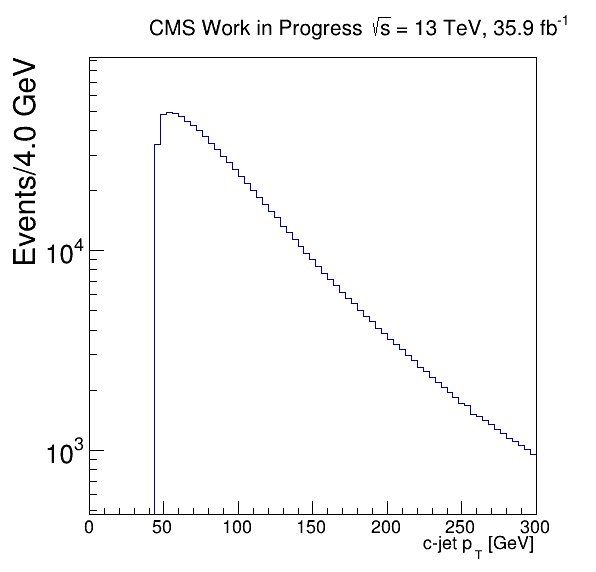 CMS Work in Progress √s = 13 TeV, 35.9 fb⁻¹
Events/4.0 GeV
10⁴
10³
0 50 100 150 200 250 300
c-jet p_T [GeV]